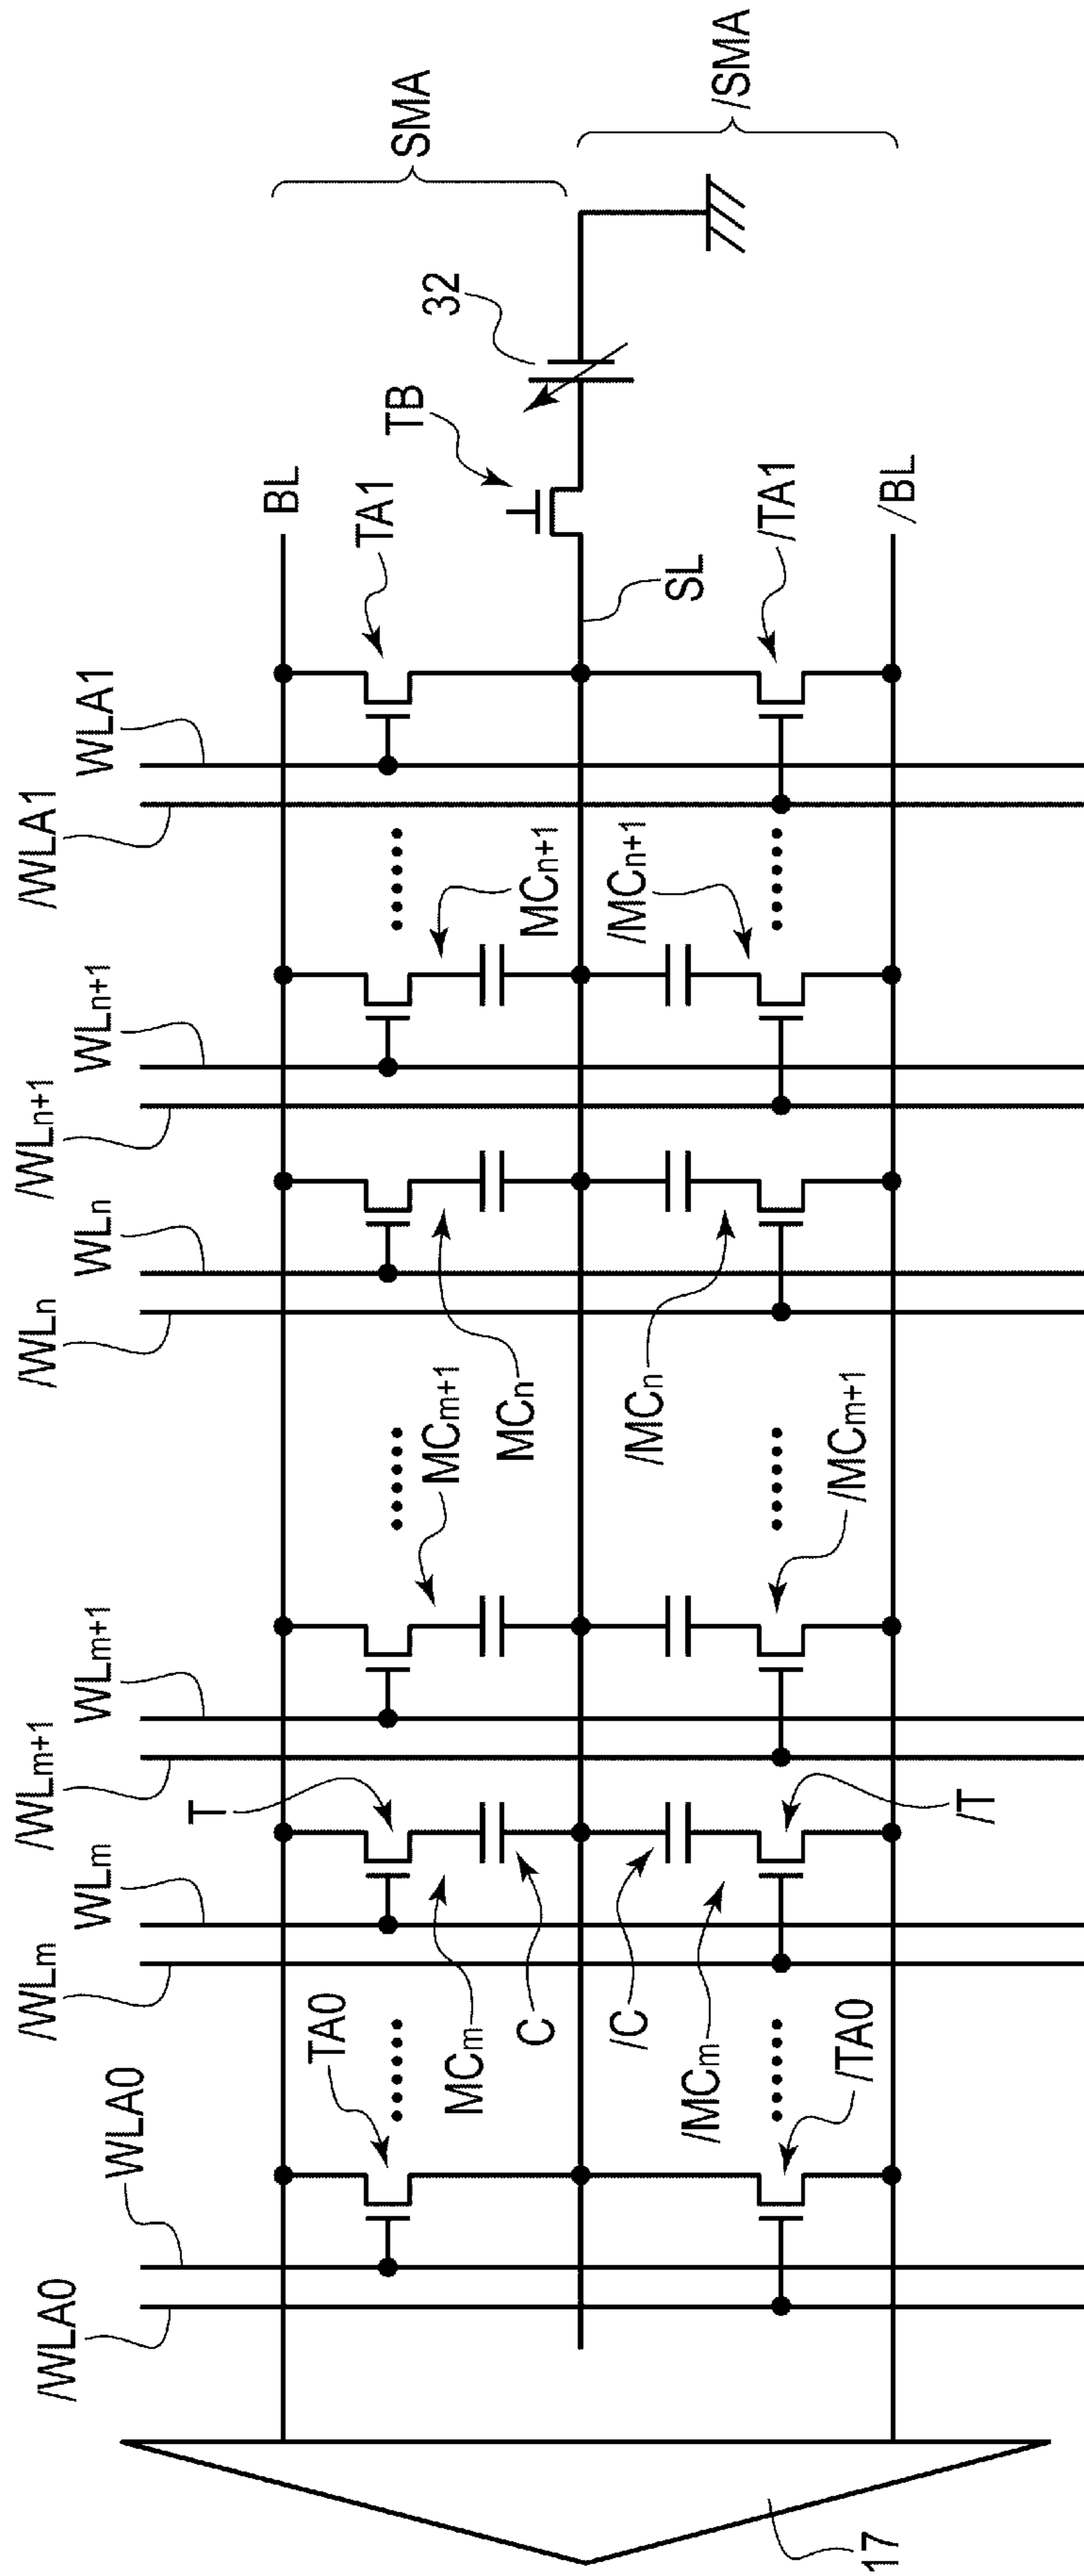 /WLA0
WLA0
/WLm
WLm
/WLm+1
WLm+1
/WLn
WLn
/WLn+1
WLn+1
/WLA1
WLA1
TA0
T
MCm
C
MCm+1
MCn
MCn+1
TA1
BL
TB
32
SMA
SL
/SMA
/C
/MCm
/TA0
/T
/MCm+1
/MCn
/MCn+1
/TA1
/BL
17